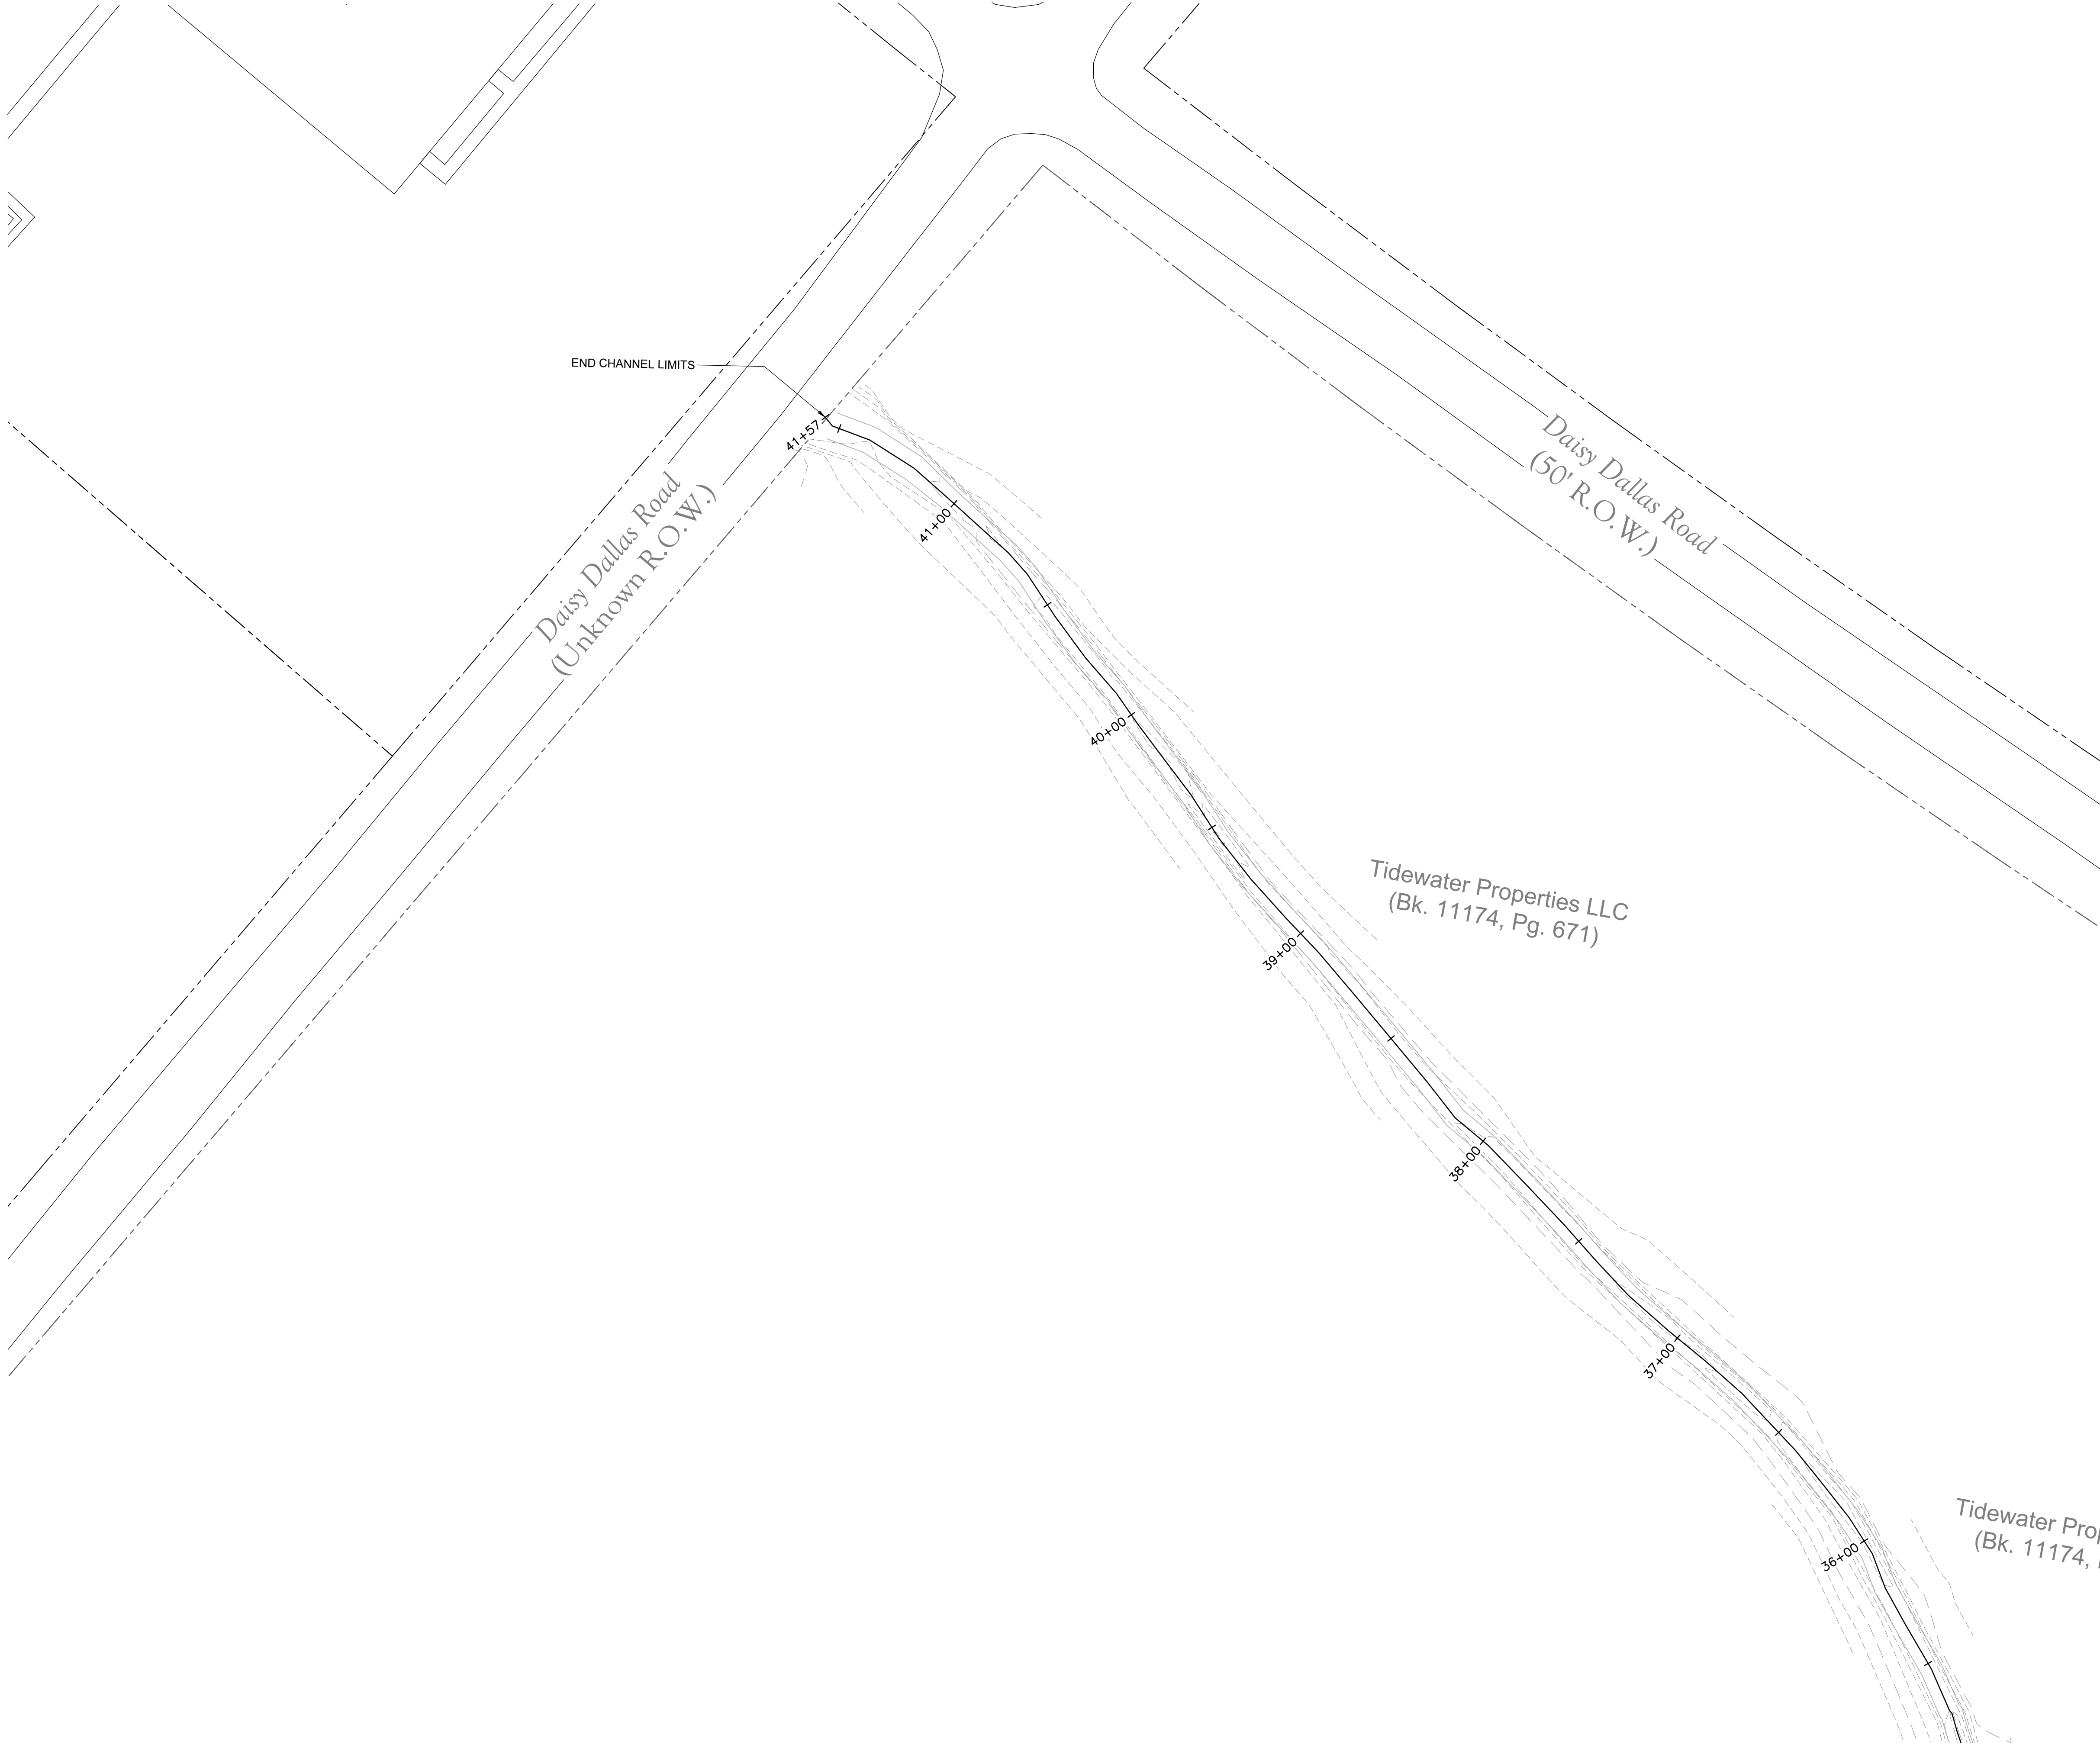 END CHANNEL LIMITS
41+57
Daisy Dallas Road
(50' R.O.W.)
Daisy Dallas Road
(Unknown R.O.W.)
41+00
40+00
Tidewater Properties LLC
(Bk. 11174, Pg. 671)
39+00
38+00
37+00
Tidewater Prop
(Bk. 11174,
36+00